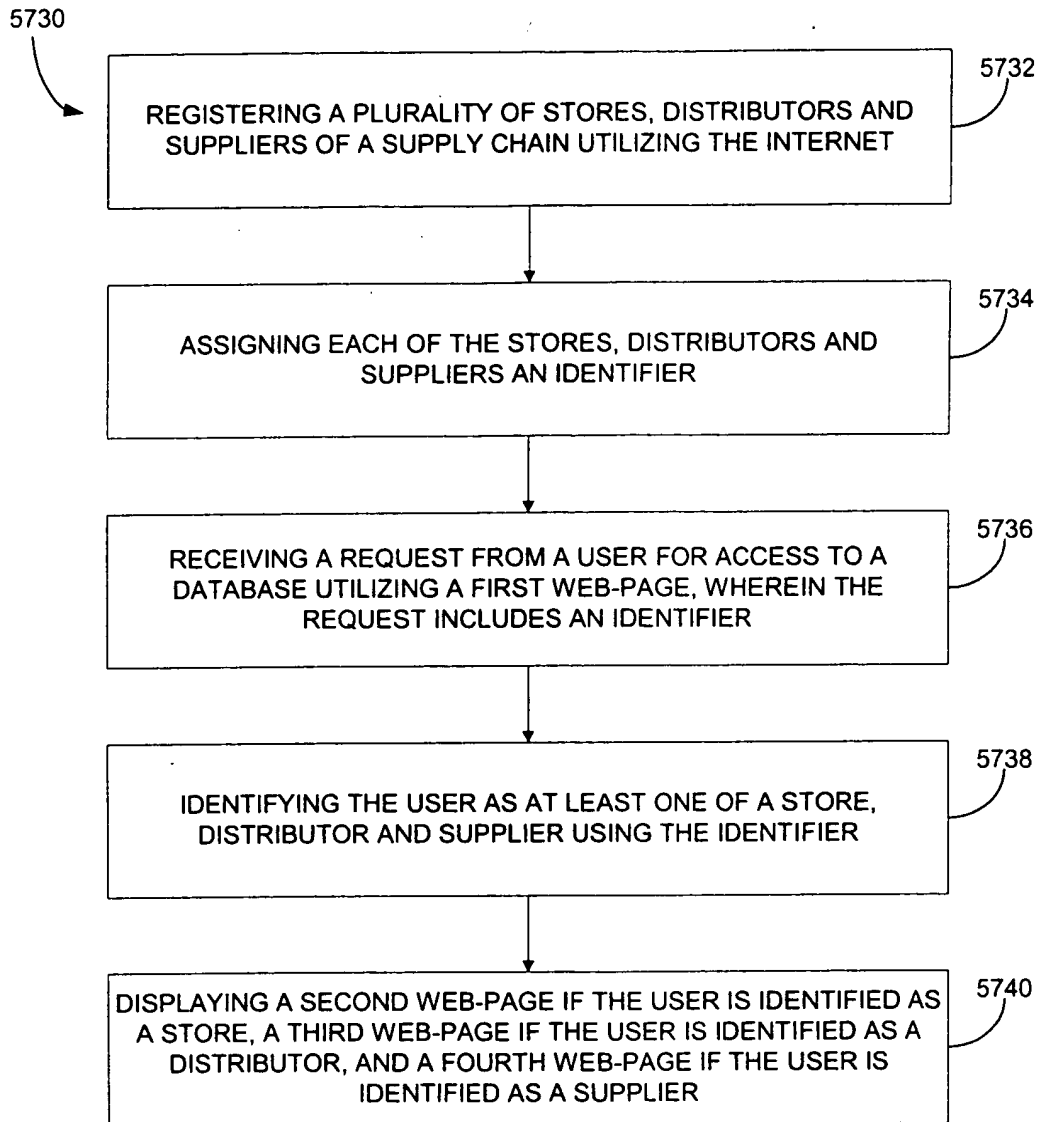 5730
5732
REGISTERING A PLURALITY OF STORES, DISTRIBUTORS AND
SUPPLIERS OF A SUPPLY CHAIN UTILIZING THE INTERNET
5734
ASSIGNING EACH OF THE STORES, DISTRIBUTORS AND
SUPPLIERS AN IDENTIFIER
5736
RECEIVING A REQUEST FROM A USER FOR ACCESS TO A
DATABASE UTILIZING A FIRST WEB-PAGE, WHEREIN THE
REQUEST INCLUDES AN IDENTIFIER
5738
IDENTIFYING THE USER AS AT LEAST ONE OF A STORE,
DISTRIBUTOR AND SUPPLIER USING THE IDENTIFIER
5740
DISPLAYING A SECOND WEB-PAGE IF THE USER IS IDENTIFIED AS
A STORE, A THIRD WEB-PAGE IF THE USER IS IDENTIFIED AS A
DISTRIBUTOR, AND A FOURTH WEB-PAGE IF THE USER IS
IDENTIFIED AS A SUPPLIER